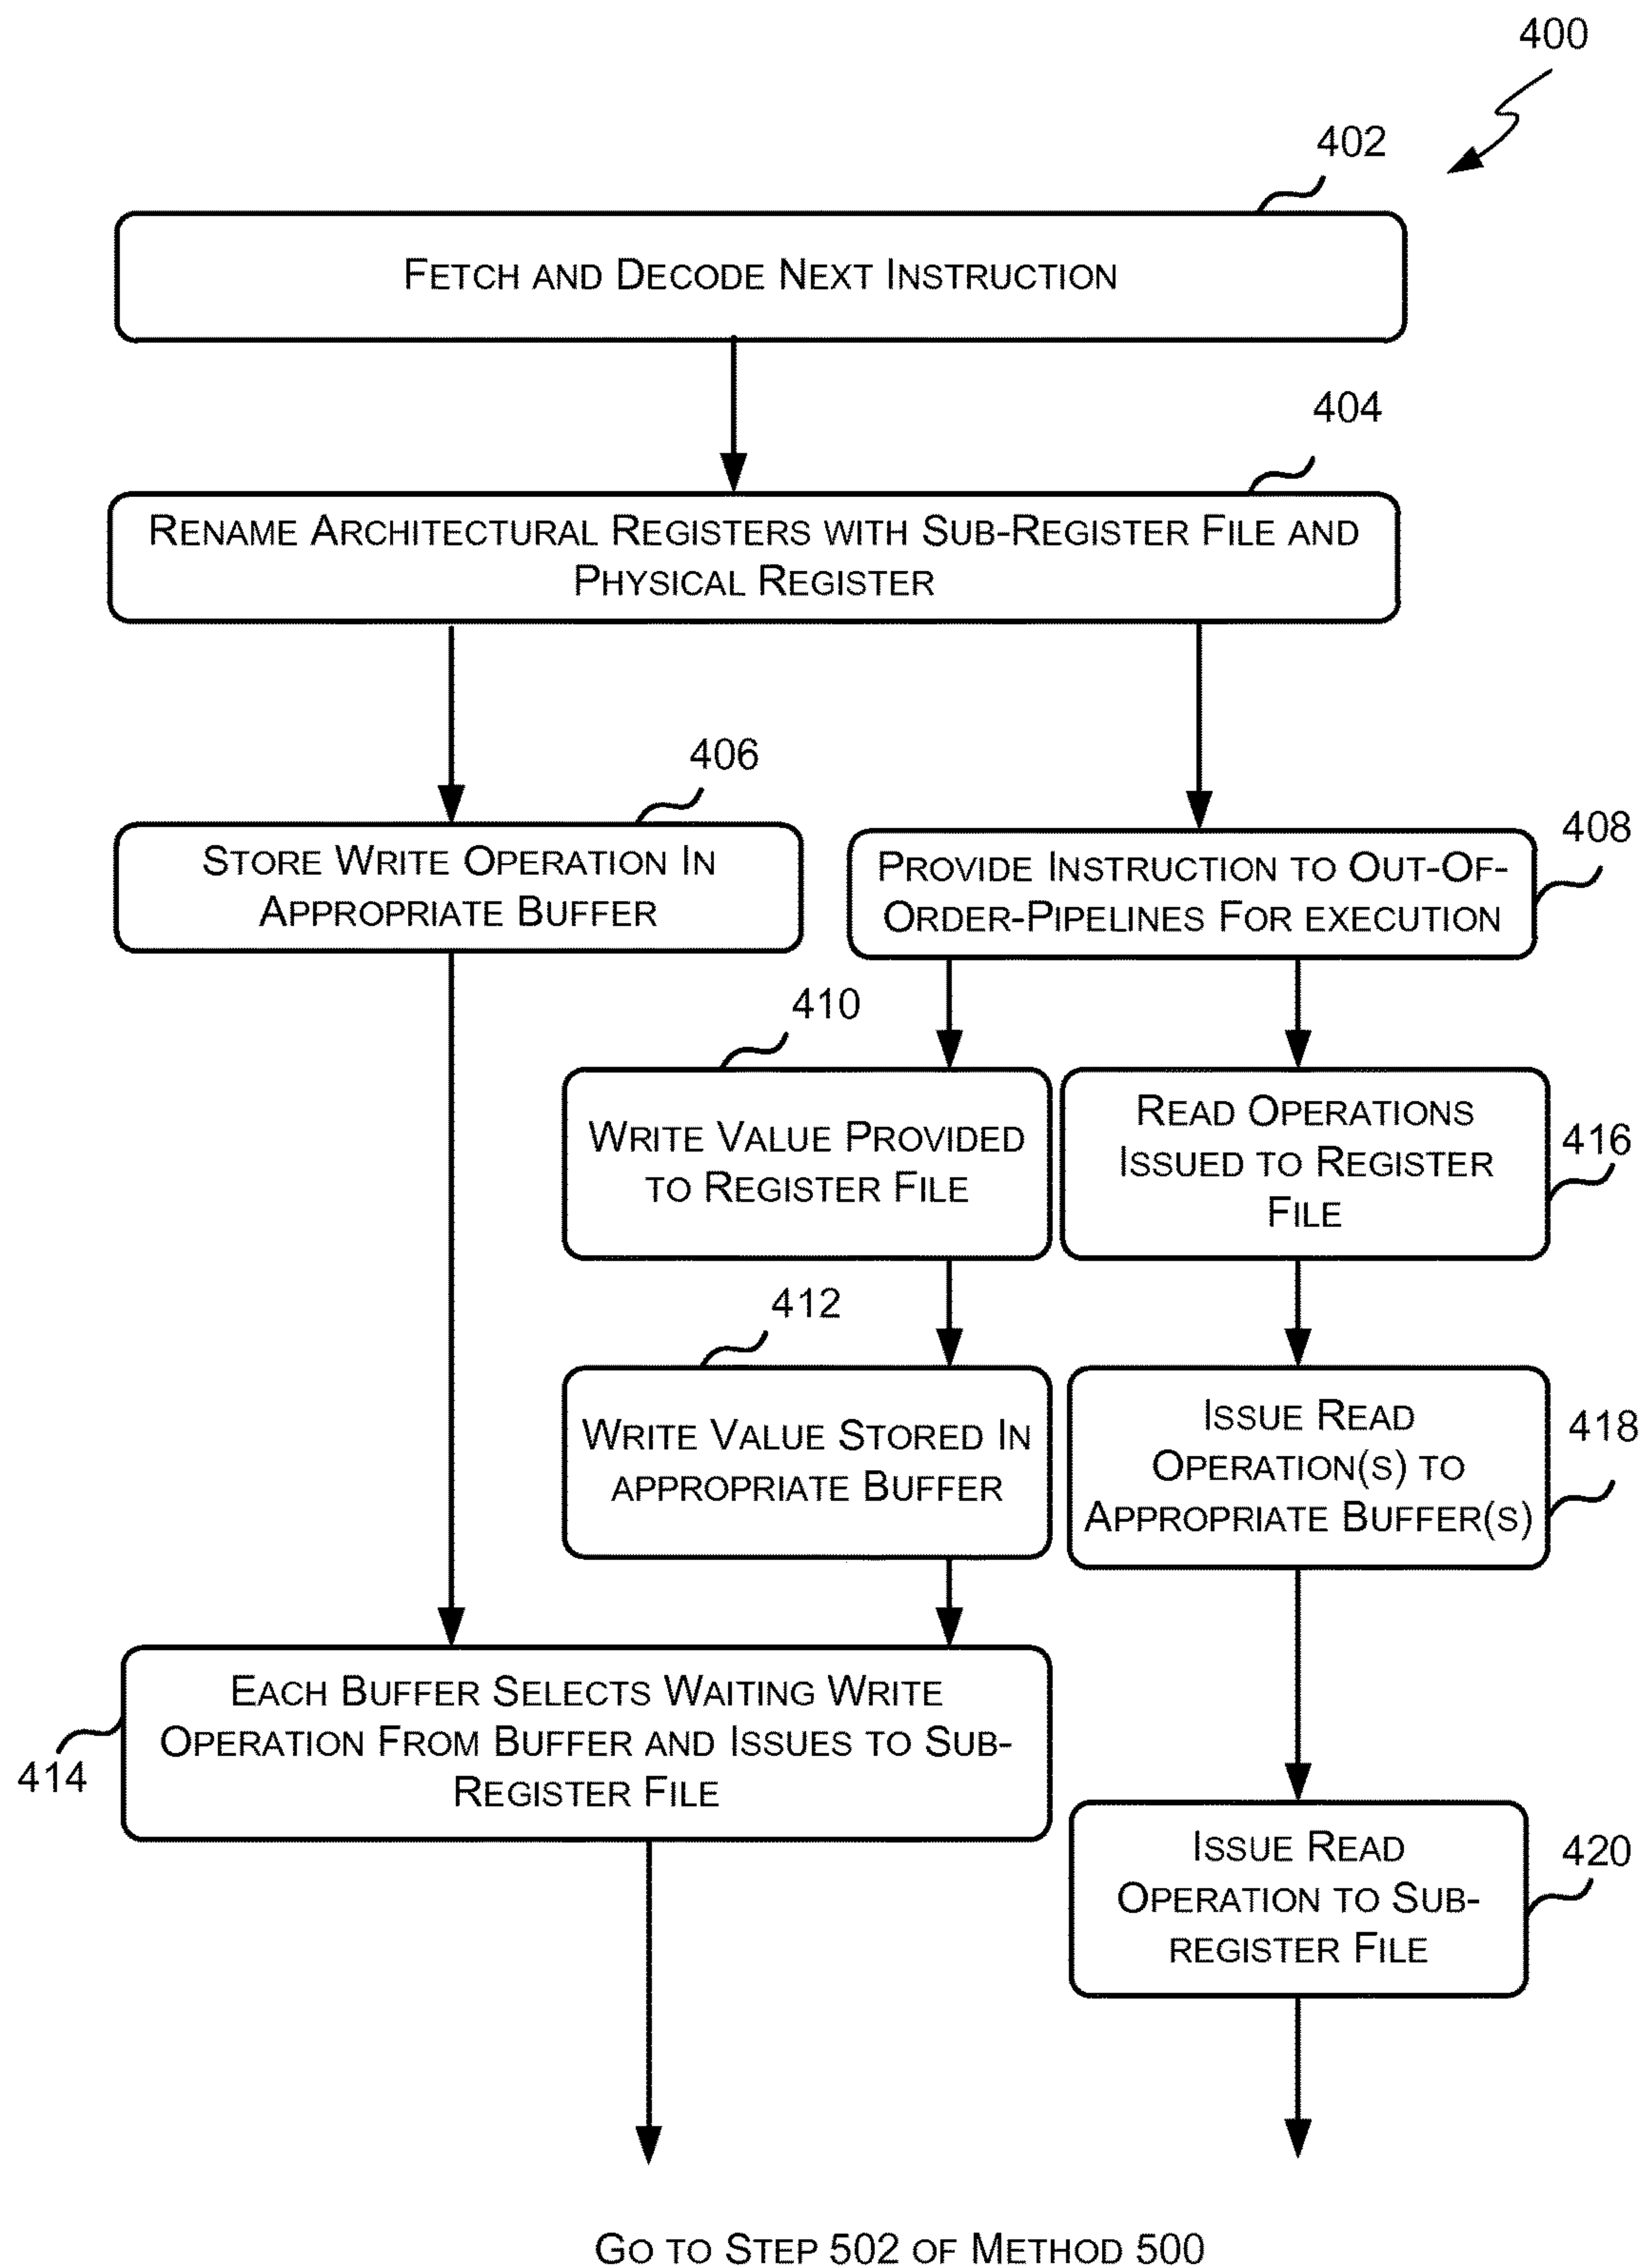 400
402
FETCH AND DECODE NEXT INSTRUCTION
404
RENAME ARCHITECTURAL REGISTERS WITH SUB-REGISTER FILE AND
PHYSICAL REGISTER
406
STORE WRITE OPERATION IN
APPROPRIATE BUFFER
408
PROVIDE INSTRUCTION TO OUT-OF-
ORDER-PIPELINES FOR EXECUTION
410
WRITE VALUE PROVIDED
TO REGISTER FILE
416
READ OPERATIONS
ISSUED TO REGISTER
FILE
412
WRITE VALUE STORED IN
APPROPRIATE BUFFER
418
ISSUE READ
OPERATION(S) TO
APPROPRIATE BUFFER(S)
414
EACH BUFFER SELECTS WAITING WRITE
OPERATION FROM BUFFER AND ISSUES TO SUB-
REGISTER FILE
420
ISSUE READ
OPERATION TO SUB-
REGISTER FILE
GO TO STEP 502 OF METHOD 500